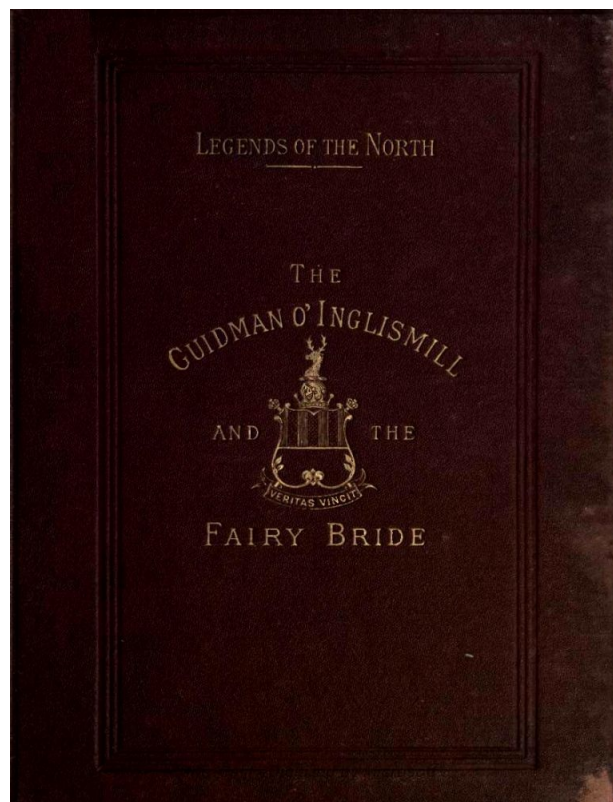 LEGENDS OF THE NORTH
THE
GUIDMAN O' INGLISMILL
AND THE
VERITAS VINCIT
FAIRY BRIDE